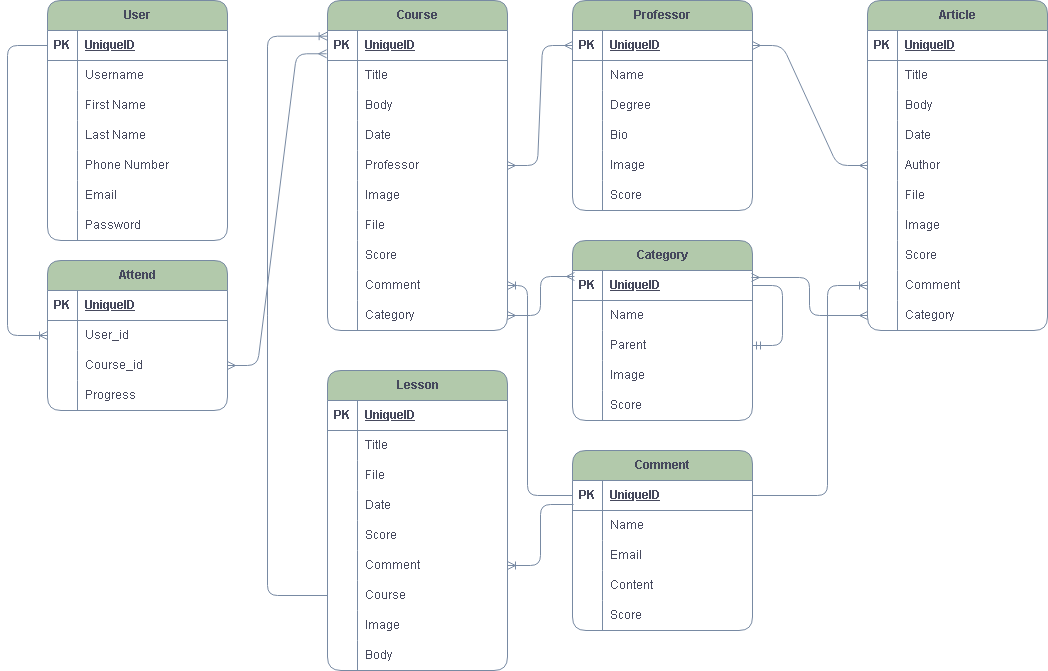 User
PK UniqueID
Username
First Name
Last Name
Phone Number
Email
Password
Attend
PK UniqueID
User_id
Course_id
Progress
Course
PK UniqueID
Title
Body
Date
Professor
Image
File
Score
Comment
Category
Lesson
PK UniqueID
Title
File
Date
Score
Comment
Course
Image
Body
Professor
PK UniqueID
Name
Degree
Bio
Image
Score
Category
PK UniqueID
Name
Parent
Image
Score
Comment
PK UniqueID
Name
Email
Content
Score
Article
PK UniqueID
Title
Body
Date
Author
File
Image
Score
Comment
Category